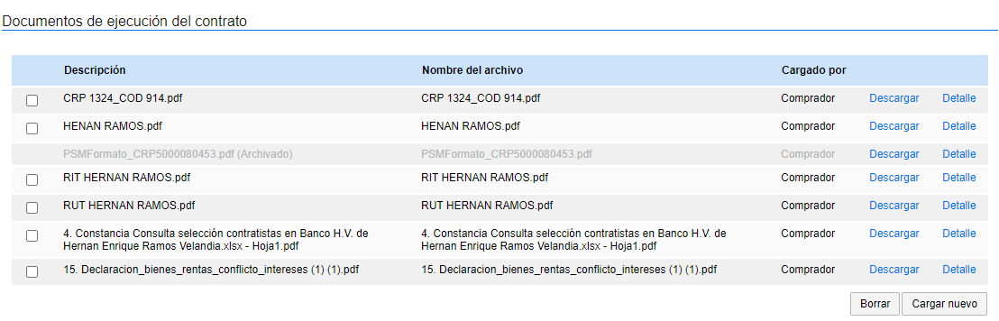 Documentos de ejecución del contrato
Descripción Nombre del archivo Cargado por
CRP 1324_COD 914.pdf CRP 1324_COD 914.pdf Comprador Descargar Detalle
HENAN RAMOS.pdf HENAN RAMOS.pdf Comprador Descargar Detalle
PSMFormato_CRP5000080453.pdf (Archivado) PSMFormato_CRP5000080453.pdf Comprador Descargar Detalle
RIT HERNAN RAMOS.pdf RIT HERNAN RAMOS.pdf Comprador Descargar Detalle
RUT HERNAN RAMOS.pdf RUT HERNAN RAMOS.pdf Comprador Descargar Detalle
4. Constancia Consulta selección contratistas en Banco H.V. de 4. Constancia Consulta selección contratistas en Banco H.V. de Comprador Descargar Detalle
Hernan Enrique Ramos Velandia.xlsx - Hoja1.pdf Hernan Enrique Ramos Velandia.xlsx - Hoja1.pdf
15. Declaracion_bienes_rentas_conflicto_intereses (1) (1).pdf 15. Declaracion_bienes_rentas_conflicto_intereses (1) (1).pdf Comprador Descargar Detalle
Borrar Cargar nuevo